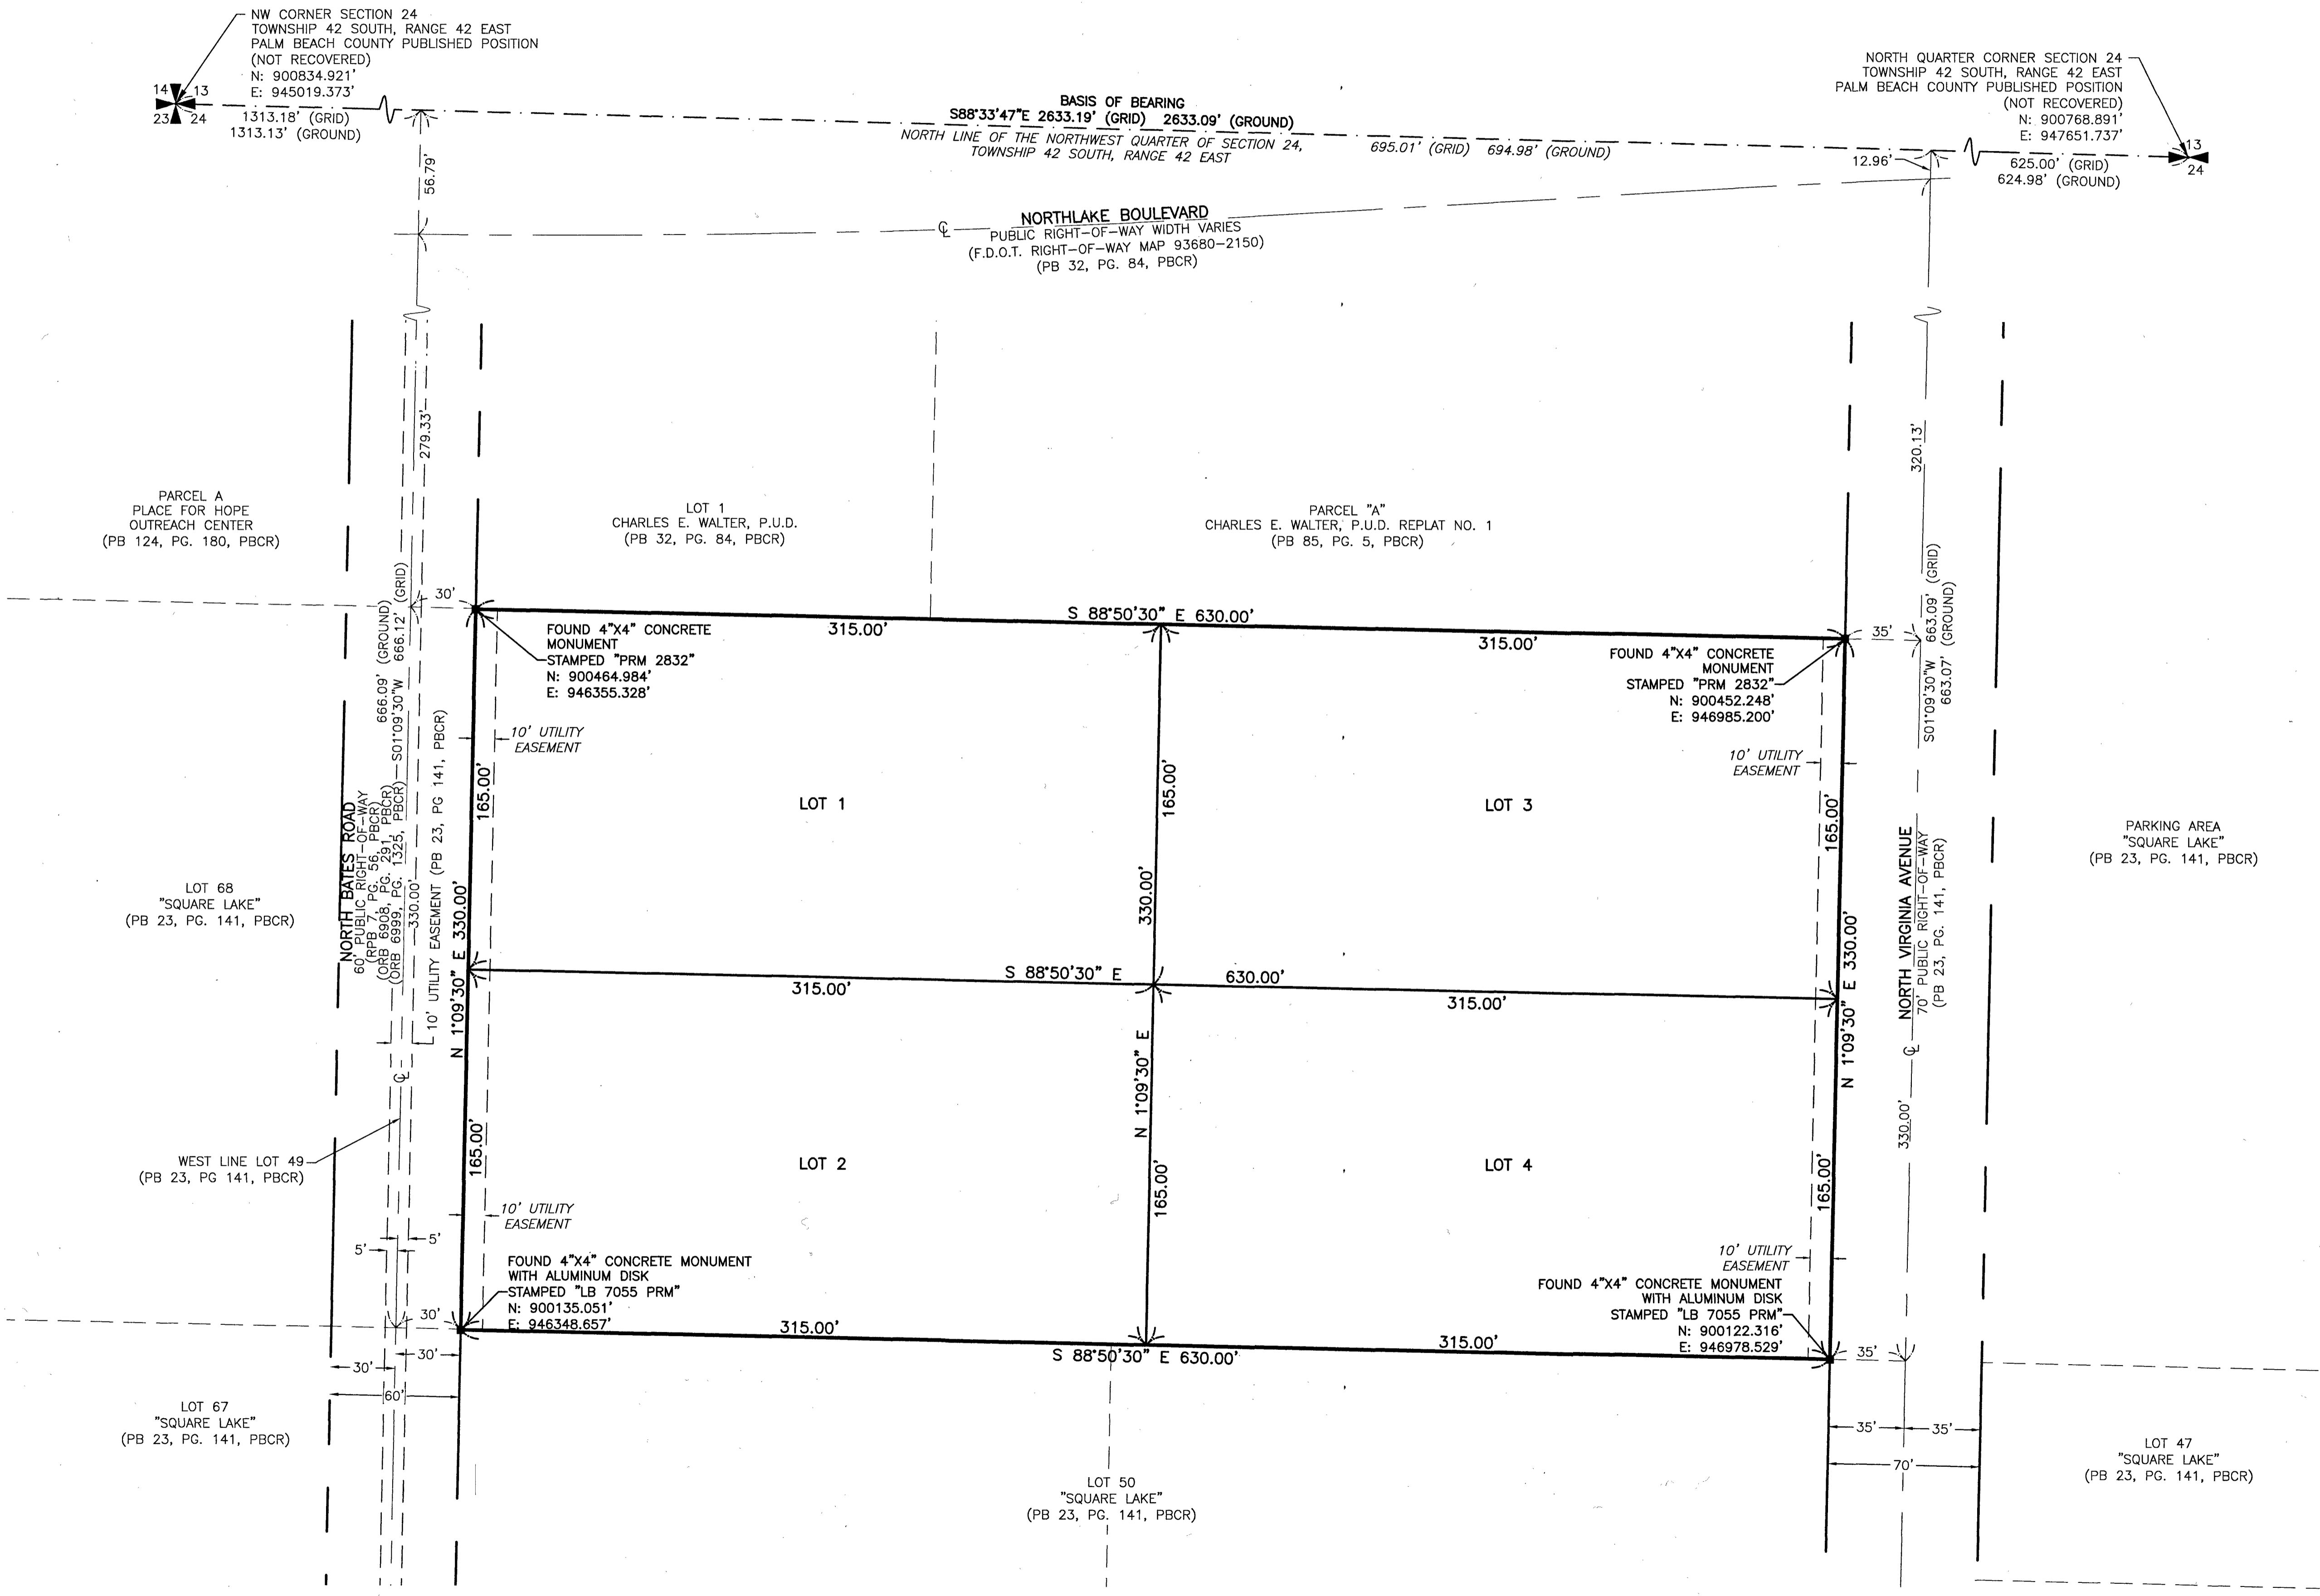 NW CORNER SECTION 24
TOWNSHIP 42 SOUTH, RANGE 42 EAST
PALM BEACH COUNTY PUBLISHED POSITION
(NOT RECOVERED)
N: 900834.921'
E: 945019.373'
14 13
23 24
1313.18' (GRID)
1313.13' (GROUND)
BASIS OF BEARING
S88°33'47"E 2633.19' (GRID) 2633.09' (GROUND)
NORTH LINE OF THE NORTHWEST QUARTER OF SECTION 24,
TOWNSHIP 42 SOUTH, RANGE 42 EAST
695.01' (GRID) 694.98' (GROUND)
NORTH QUARTER CORNER SECTION 24
TOWNSHIP 42 SOUTH, RANGE 42 EAST
PALM BEACH COUNTY PUBLISHED POSITION
(NOT RECOVERED)
N: 900768.891'
E: 947651.737'
13
24
625.00' (GRID)
624.98' (GROUND)
12.96'
56.79'
℄
NORTHLAKE BOULEVARD
PUBLIC RIGHT-OF-WAY WIDTH VARIES
(F.D.O.T. RIGHT-OF-WAY MAP 93680-2150)
(PB 32, PG. 84, PBCR)
279.33'
320.13'
PARCEL A
PLACE FOR HOPE
OUTREACH CENTER
(PB 124, PG. 180, PBCR)
LOT 1
CHARLES E. WALTER, P.U.D.
(PB 32, PG. 84, PBCR)
PARCEL "A"
CHARLES E. WALTER, P.U.D. REPLAT NO. 1
(PB 85, PG. 5, PBCR)
30'
S 88°50'30" E 630.00'
315.00'
315.00'
35'
FOUND 4"X4" CONCRETE
MONUMENT
STAMPED "PRM 2832"
N: 900464.984'
E: 946355.328'
FOUND 4"X4" CONCRETE
MONUMENT
STAMPED "PRM 2832"
N: 900452.248'
E: 946985.200'
666.09' (GROUND)
S01°09'30"W 666.12' (GRID)
S01°09'30"W 663.09' (GRID)
663.07' (GROUND)
10' UTILITY
EASEMENT
10' UTILITY
EASEMENT
165.00'
165.00'
165.00'
LOT 1
LOT 3
NORTH BATES ROAD
60' PUBLIC RIGHT-OF-WAY
(RPB 7, PG. 56, PBCR)
(ORB 6908, PG. 291, PBCR)
(ORB 6999, PG. 1325, PBCR)
330.00'
10' UTILITY EASEMENT (PB 23, PG 141, PBCR)
N 1°09'30" E 330.00'
330.00'
N 1°09'30" E 330.00'
NORTH VIRGINIA AVENUE
70' PUBLIC RIGHT-OF-WAY
(PB 23, PG. 141, PBCR)
PARKING AREA
"SQUARE LAKE"
(PB 23, PG. 141, PBCR)
LOT 68
"SQUARE LAKE"
(PB 23, PG. 141, PBCR)
S 88°50'30" E 630.00'
315.00'
315.00'
℄
℄
N 1°09'30" E
330.00'
WEST LINE LOT 49
(PB 23, PG 141, PBCR)
165.00'
LOT 2
165.00'
LOT 4
165.00'
10' UTILITY
EASEMENT
10' UTILITY
EASEMENT
5'
5'
FOUND 4"X4" CONCRETE MONUMENT
WITH ALUMINUM DISK
STAMPED "LB 7055 PRM"
N: 900135.051'
E: 946348.657'
FOUND 4"X4" CONCRETE MONUMENT
WITH ALUMINUM DISK
STAMPED "LB 7055 PRM"
N: 900122.316'
E: 946978.529'
30'
315.00'
S 88°50'30" E 630.00'
315.00'
35'
30'
30'
60'
LOT 67
"SQUARE LAKE"
(PB 23, PG. 141, PBCR)
LOT 50
"SQUARE LAKE"
(PB 23, PG. 141, PBCR)
35'
35'
70'
LOT 47
"SQUARE LAKE"
(PB 23, PG. 141, PBCR)